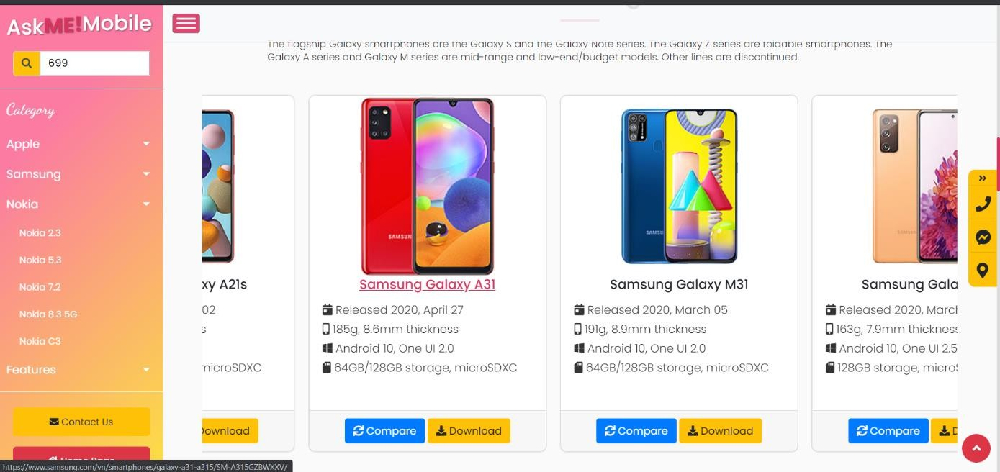 AskME!Mobile
699
Category
Apple
Samsung
Nokia
Nokia 2.3
Nokia 5.3
Nokia 7.2
Nokia 8.3 5G
Nokia C3
Features
Contact Us
Home Page
The flagship Galaxy smartphones are the Galaxy S and the Galaxy Note series. The Galaxy Z series are foldable smartphones. The
Galaxy A series and Galaxy M series are mid-range and low-end/budget models. Other lines are discontinued.
xy A21s
02
s
microSDXC
Download
SAMSUN
Samsung Galaxy A31
Released 2020, April 27
185g, 8.6mm thickness
Android 10, One UI 2.0
64GB/128GB storage, microSDXC
Compare
Download
SAMSU
Samsung Galaxy M31
Released 2020, March 05
191g, 8.9mm thickness
Android 10, One UI 2.0
64GB/128GB storage, microSDXC
Compare
Download
Samsung Gala
Released 2020, March
163g, 7.9mm thickness
Android 10, One UI 2.5
128GB storage, micro
Compare
D
https://www.samsung.com/vn/smartphones/galaxy-a31-a315/SM-A315GZBWXXV/